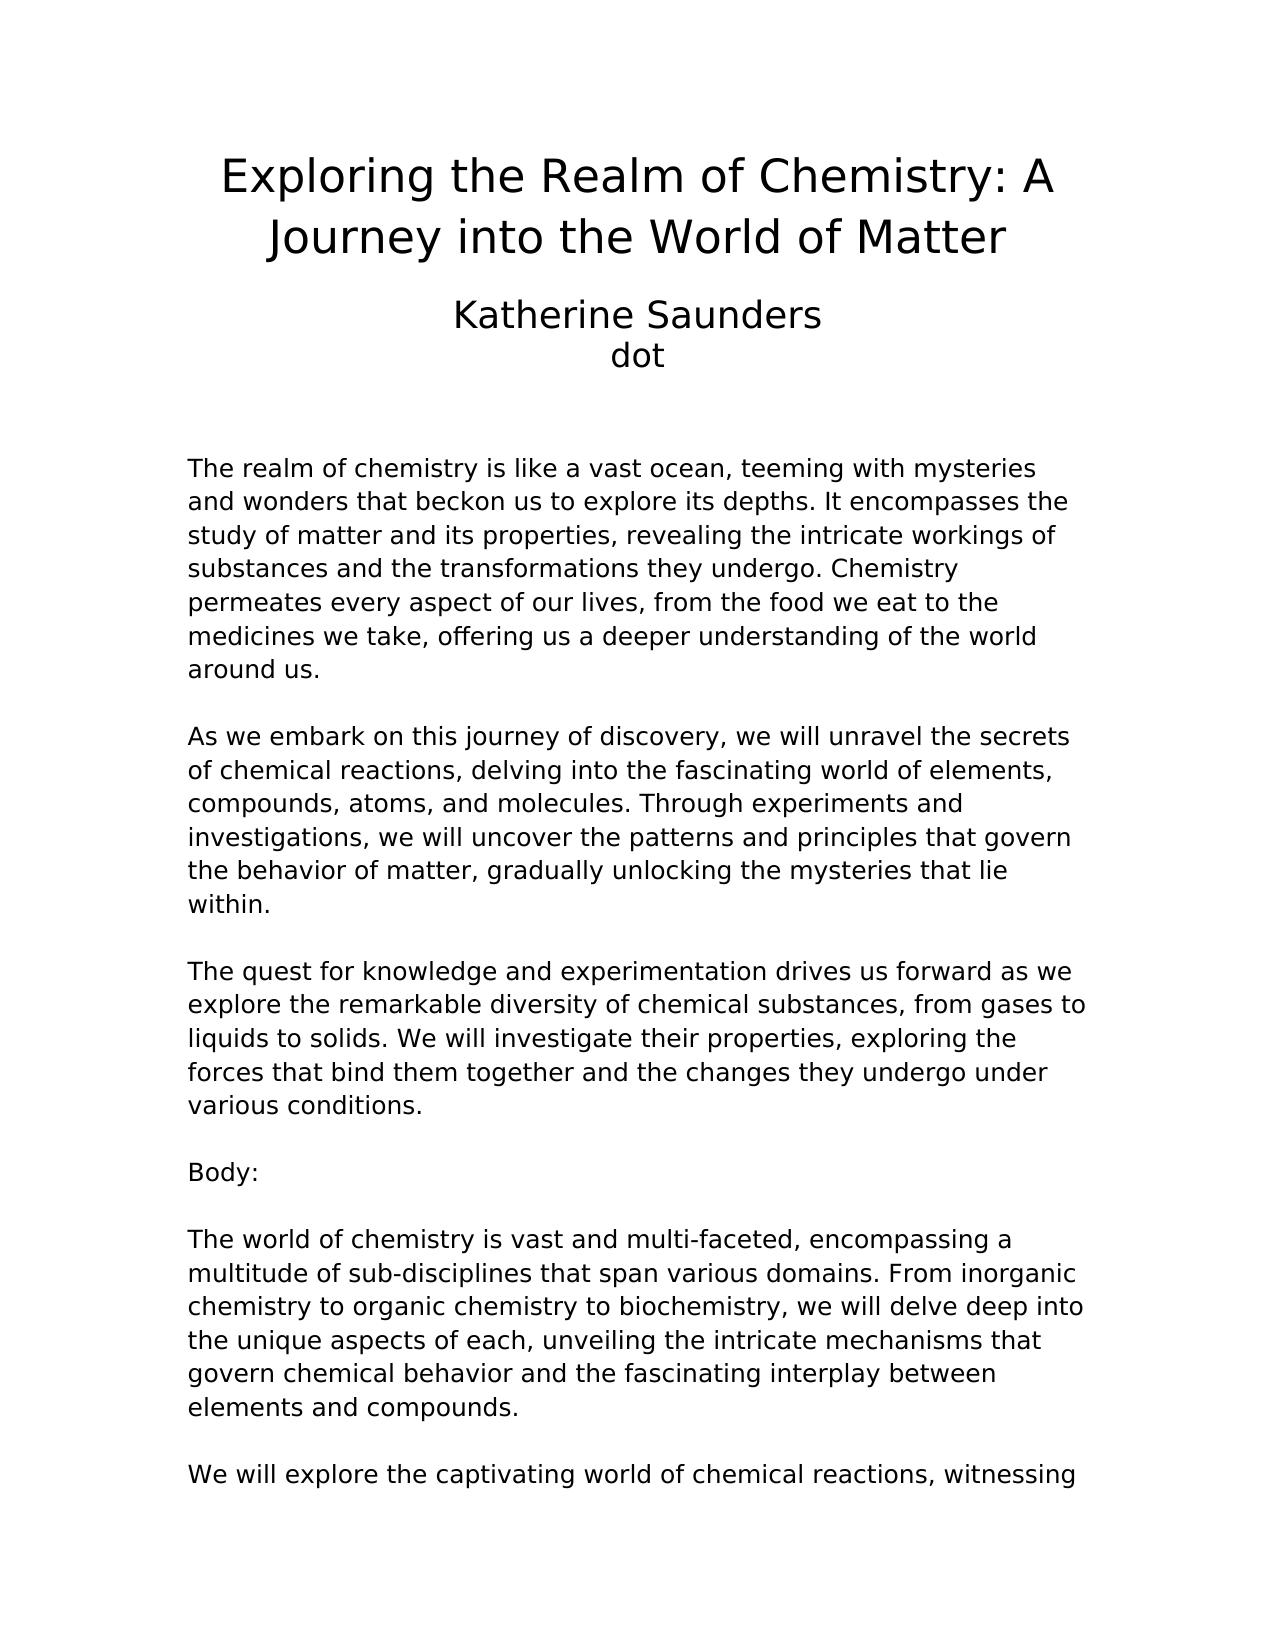 Exploring the Realm of Chemistry: A
Journey into the World of Matter
Katherine Saunders
dot
The realm of chemistry is like a vast ocean, teeming with mysteries
and wonders that beckon us to explore its depths. It encompasses the
study of matter and its properties, revealing the intricate workings of
substances and the transformations they undergo. Chemistry
permeates every aspect of our lives, from the food we eat to the
medicines we take, offering us a deeper understanding of the world
around us.
As we embark on this journey of discovery, we will unravel the secrets
of chemical reactions, delving into the fascinating world of elements,
compounds, atoms, and molecules. Through experiments and
investigations, we will uncover the patterns and principles that govern
the behavior of matter, gradually unlocking the mysteries that lie
within.
The quest for knowledge and experimentation drives us forward as we
explore the remarkable diversity of chemical substances, from gases to
liquids to solids. We will investigate their properties, exploring the
forces that bind them together and the changes they undergo under
various conditions.
Body:
The world of chemistry is vast and multi-faceted, encompassing a
multitude of sub-disciplines that span various domains. From inorganic
chemistry to organic chemistry to biochemistry, we will delve deep into
the unique aspects of each, unveiling the intricate mechanisms that
govern chemical behavior and the fascinating interplay between
elements and compounds.
We will explore the captivating world of chemical reactions, witnessing